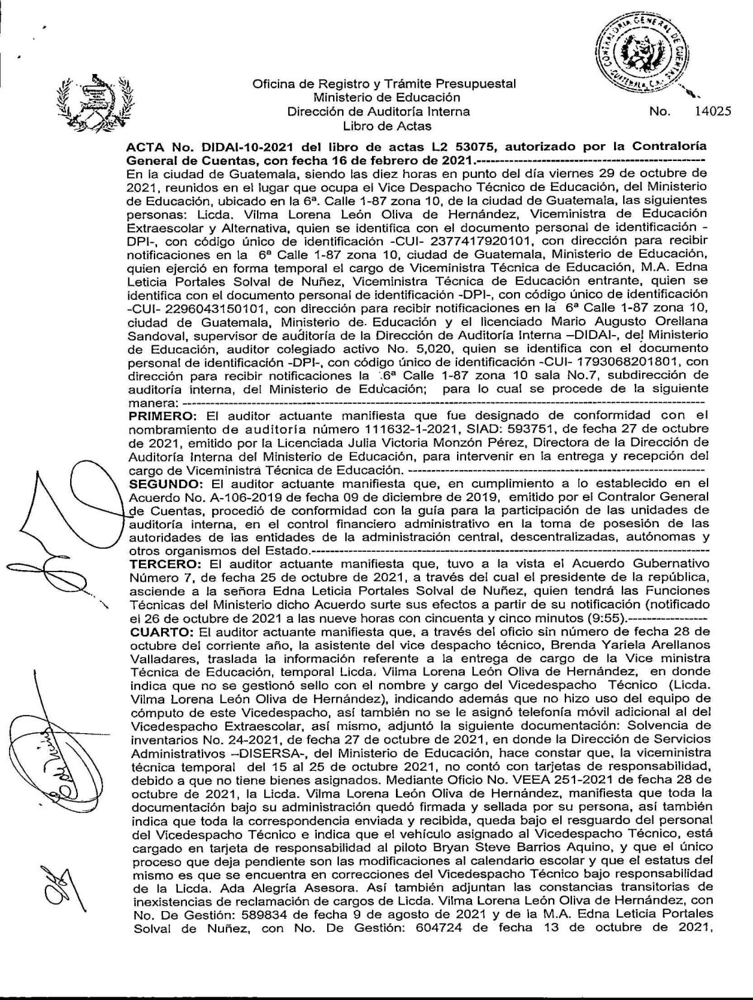 CONTRALORIA GENERAL DE CUENTAS
GUATEMALA, C.A.
Oficina de Registro y Trámite Presupuestal
Ministerio de Educación
Dirección de Auditoría Interna
No. 14025
Libro de Actas
ACTA No. DIDAI-10-2021 del libro de actas L2 53075, autorizado por la Contraloría
General de Cuentas, con fecha 16 de febrero de 2021.------------------------------------------------
En la ciudad de Guatemala, siendo las diez horas en punto del día viernes 29 de octubre de
2021, reunidos en el lugar que ocupa el Vice Despacho Técnico de Educación, del Ministerio
de Educación, ubicado en la 6ª. Calle 1-87 zona 10, de la ciudad de Guatemala, las siguientes
personas: Licda. Vilma Lorena León Oliva de Hernández, Viceministra de Educación
Extraescolar y Alternativa, quien se identifica con el documento personal de identificación -
DPI-, con código único de identificación -CUI- 2377417920101, con dirección para recibir
notificaciones en la 6ª Calle 1-87 zona 10, ciudad de Guatemala, Ministerio de Educación,
quien ejerció en forma temporal el cargo de Viceministra Técnica de Educación, M.A. Edna
Leticia Portales Solval de Nuñez, Viceministra Técnica de Educación entrante, quien se
identifica con el documento personal de identificación -DPI-, con código único de identificación
-CUI- 2296043150101, con dirección para recibir notificaciones en la 6ª Calle 1-87 zona 10,
ciudad de Guatemala, Ministerio de Educación y el licenciado Mario Augusto Orellana
Sandoval, supervisor de auditoría de la Dirección de Auditoría Interna –DIDAI-, del Ministerio
de Educación, auditor colegiado activo No. 5,020, quien se identifica con el documento
personal de identificación -DPI-, con código único de identificación -CUI- 1793068201801, con
dirección para recibir notificaciones la 6ª Calle 1-87 zona 10 sala No.7, subdirección de
auditoría interna, del Ministerio de Educación; para lo cual se procede de la siguiente
manera: ----------------------------------------------------------------------------------------------------------------
PRIMERO: El auditor actuante manifiesta que fue designado de conformidad con el
nombramiento de auditoría número 111632-1-2021, SIAD: 593751, de fecha 27 de octubre
de 2021, emitido por la Licenciada Julia Victoria Monzón Pérez, Directora de la Dirección de
Auditoría Interna del Ministerio de Educación, para intervenir en la entrega y recepción del
cargo de Viceministra Técnica de Educación. ----------------------------------------------------------------
SEGUNDO: El auditor actuante manifiesta que, en cumplimiento a lo establecido en el
Acuerdo No. A-106-2019 de fecha 09 de diciembre de 2019, emitido por el Contralor General
de Cuentas, procedió de conformidad con la guía para la participación de las unidades de
auditoría interna, en el control financiero administrativo en la toma de posesión de las
autoridades de las entidades de la administración central, descentralizadas, autónomas y
otros organismos del Estado.--------------------------------------------------------------------------------------
TERCERO: El auditor actuante manifiesta que, tuvo a la vista el Acuerdo Gubernativo
Número 7, de fecha 25 de octubre de 2021, a través del cual el presidente de la república,
asciende a la señora Edna Leticia Portales Solval de Nuñez, quien tendrá las Funciones
Técnicas del Ministerio dicho Acuerdo surte sus efectos a partir de su notificación (notificado
el 26 de octubre de 2021 a las nueve horas con cincuenta y cinco minutos (9:55).-----------------
CUARTO: El auditor actuante manifiesta que, a través del oficio sin número de fecha 28 de
octubre del corriente año, la asistente del vice despacho técnico, Brenda Yariela Arellanos
Valladares, traslada la información referente a la entrega de cargo de la Vice ministra
Técnica de Educación, temporal Licda. Vilma Lorena León Oliva de Hernández, en donde
indica que no se gestionó sello con el nombre y cargo del Vicedespacho Técnico (Licda.
Vilma Lorena León Oliva de Hernández), indicando además que no hizo uso del equipo de
cómputo de este Vicedespacho, así también no se le asignó telefonía móvil adicional al del
Vicedespacho Extraescolar, así mismo, adjuntó la siguiente documentación: Solvencia de
inventarios No. 24-2021, de fecha 27 de octubre de 2021, en donde la Dirección de Servicios
Administrativos –DISERSA-, del Ministerio de Educación, hace constar que, la viceministra
técnica temporal del 15 al 25 de octubre 2021, no contó con tarjetas de responsabilidad,
debido a que no tiene bienes asignados. Mediante Oficio No. VEEA 251-2021 de fecha 28 de
octubre de 2021, la Licda. Vilma Lorena León Oliva de Hernández, manifiesta que toda la
documentación bajo su administración quedó firmada y sellada por su persona, así también
indica que toda la correspondencia enviada y recibida, queda bajo el resguardo del personal
del Vicedespacho Técnico e indica que el vehículo asignado al Vicedespacho Técnico, está
cargado en tarjeta de responsabilidad al piloto Bryan Steve Barrios Aquino, y que el único
proceso que deja pendiente son las modificaciones al calendario escolar y que el estatus del
mismo es que se encuentra en correcciones del Vicedespacho Técnico bajo responsabilidad
de la Licda. Ada Alegría Asesora. Así también adjuntan las constancias transitorias de
inexistencias de reclamación de cargos de Licda. Vilma Lorena León Oliva de Hernández, con
No. De Gestión: 589834 de fecha 9 de agosto de 2021 y de la M.A. Edna Leticia Portales
Solval de Nuñez, con No. De Gestión: 604724 de fecha 13 de octubre de 2021,